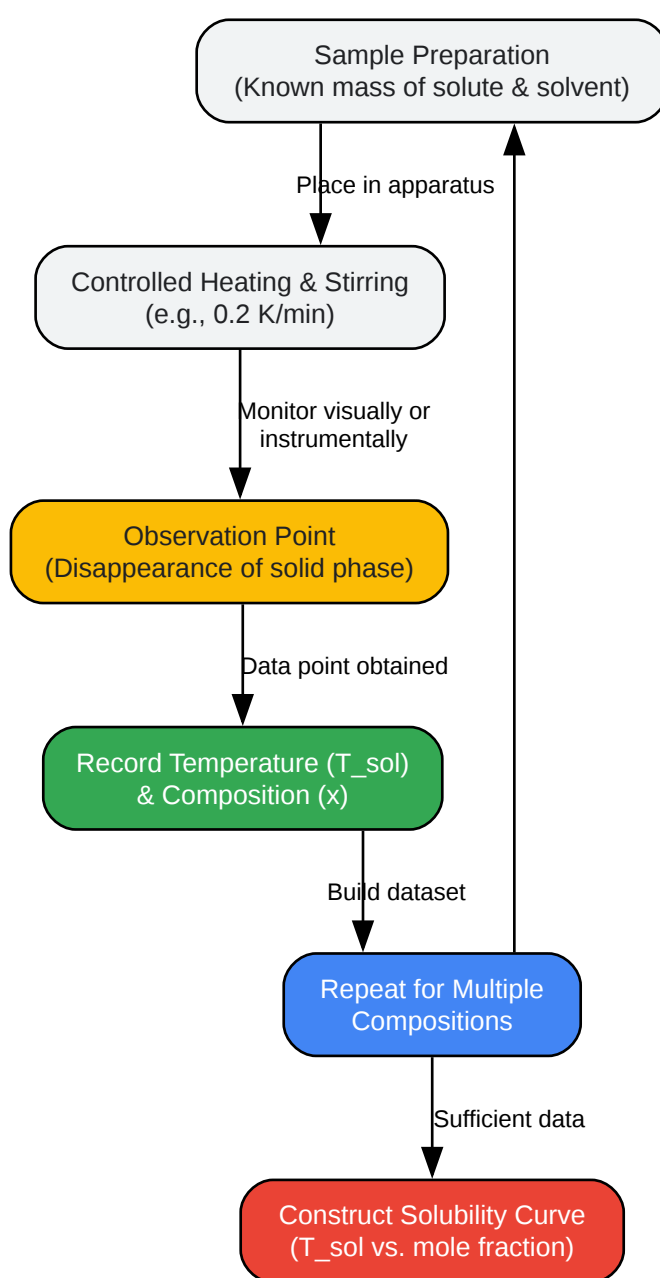 Sample Preparation
(Known mass of solute & solvent)
Place in apparatus
Controlled Heating & Stirring
(e.g., 0.2 K/min)
Monitor visually or
instrumentally
Observation Point
(Disappearance of solid phase)
Data point obtained
Record Temperature (T_sol)
& Composition (x)
Build dataset
Repeat for Multiple
Compositions
Sufficient data
Construct Solubility Curve
(T_sol vs. mole fraction)